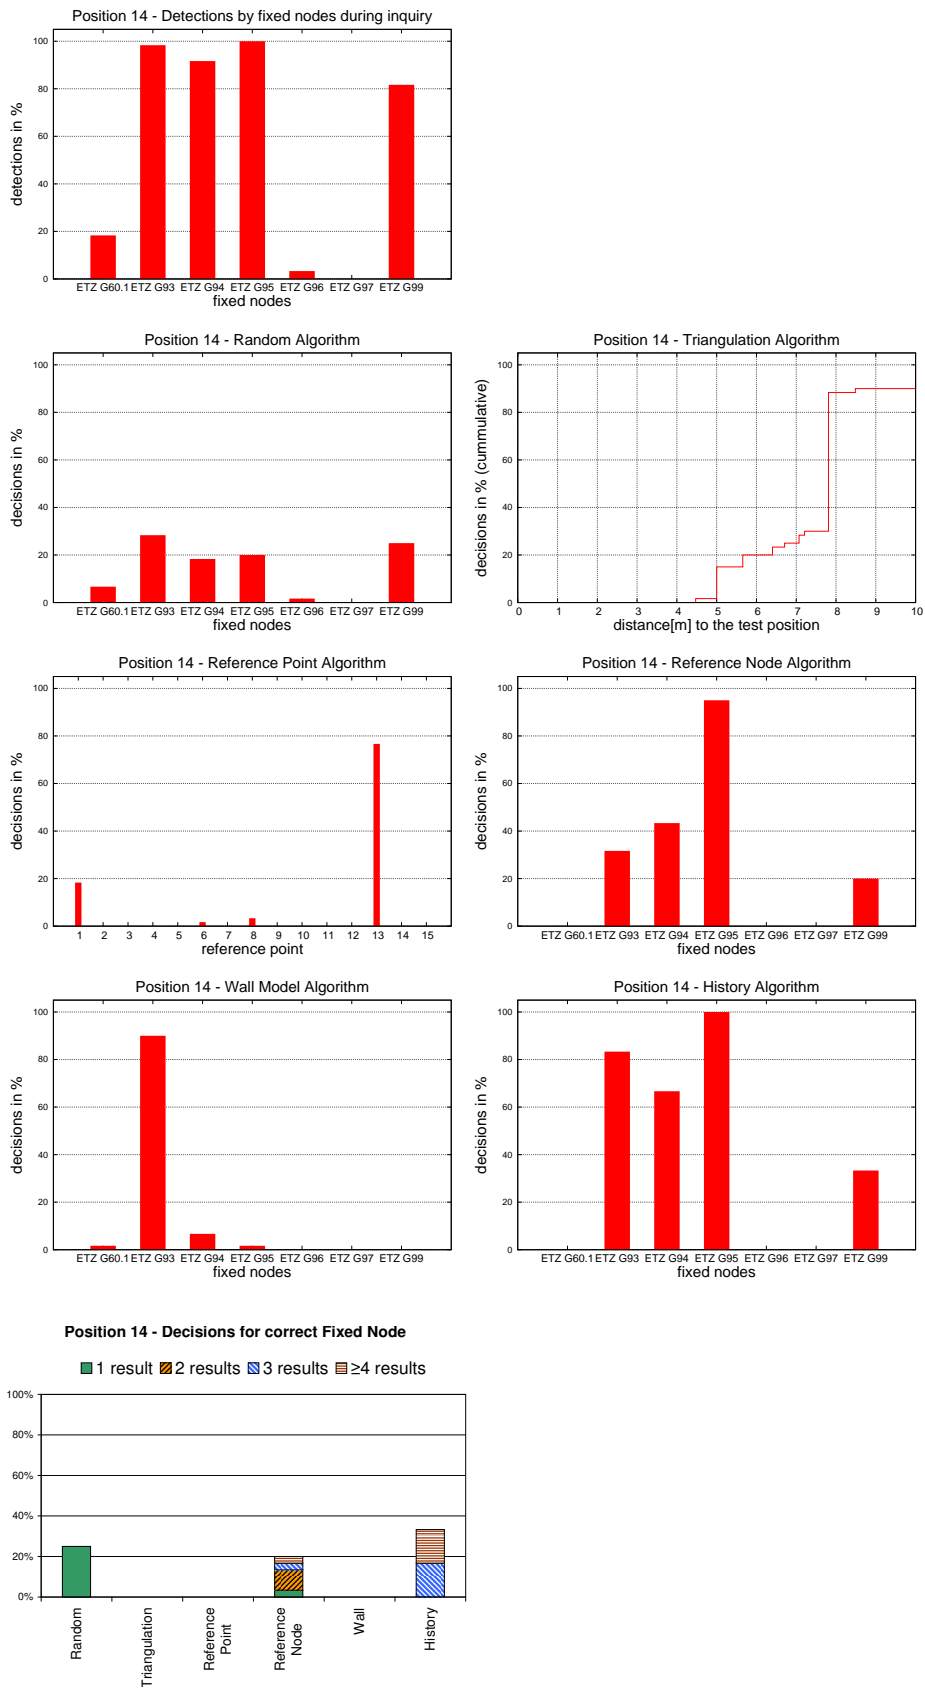 Position 14 - Detections by fixed nodes during inquiry
detections in %
100
80
60
40
20
0
ETZ G60.1 ETZ G93 ETZ G94 ETZ G95 ETZ G96 ETZ G97 ETZ G99
fixed nodes
Position 14 - Random Algorithm
decisions in %
100
80
60
40
20
0
ETZ G60.1 ETZ G93 ETZ G94 ETZ G95 ETZ G96 ETZ G97 ETZ G99
fixed nodes
Position 14 - Triangulation Algorithm
decisions in % (cummulative)
100
80
60
40
20
0
0 1 2 3 4 5 6 7 8 9 10
distance[m] to the test position
Position 14 - Reference Point Algorithm
decisions in %
100
80
60
40
20
0
1 2 3 4 5 6 7 8 9 10 11 12 13 14 15
reference point
Position 14 - Reference Node Algorithm
decisions in %
100
80
60
40
20
0
ETZ G60.1 ETZ G93 ETZ G94 ETZ G95 ETZ G96 ETZ G97 ETZ G99
fixed nodes
Position 14 - Wall Model Algorithm
decisions in %
100
80
60
40
20
0
ETZ G60.1 ETZ G93 ETZ G94 ETZ G95 ETZ G96 ETZ G97 ETZ G99
fixed nodes
Position 14 - History Algorithm
decisions in %
100
80
60
40
20
0
ETZ G60.1 ETZ G93 ETZ G94 ETZ G95 ETZ G96 ETZ G97 ETZ G99
fixed nodes
Position 14 - Decisions for correct Fixed Node
1 result 2 results 3 results ≥4 results
100%
80%
60%
40%
20%
0%
Random
Triangulation
Reference
Point
Reference
Node
Wall
History